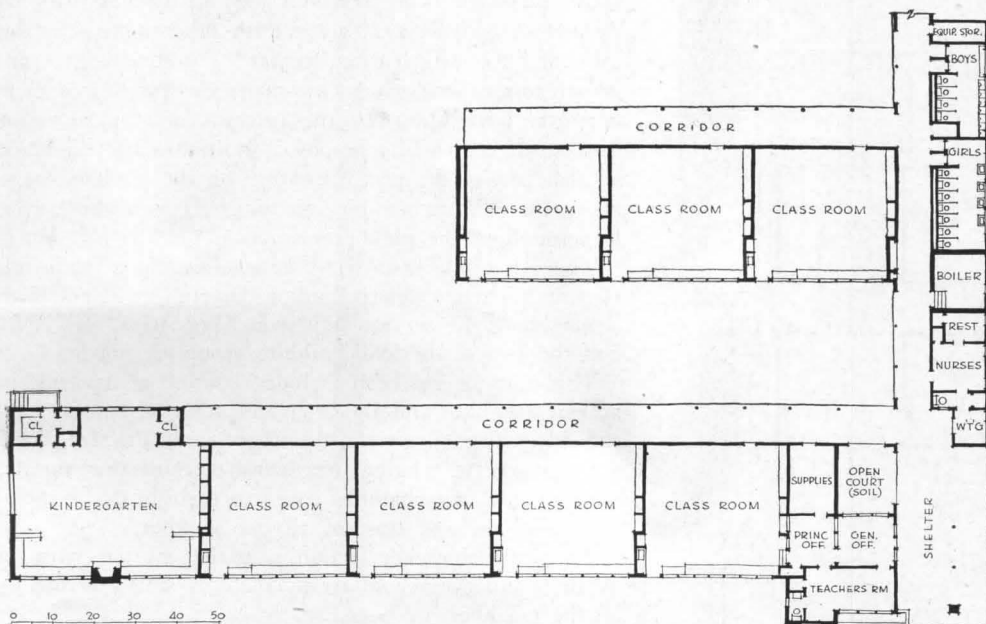 EQUIP. STOR.
BOYS
CORRIDOR
GIRLS
CLASS ROOM
CLASS ROOM
CLASS ROOM
BOILER
REST
NURSES
CL
CL
CORRIDOR
WTG
KINDERGARTEN
CLASS ROOM
CLASS ROOM
CLASS ROOM
CLASS ROOM
SUPPLIES
OPEN
COURT
(SOIL)
PRINC.
OFF.
GEN.
OFF.
SHELTER
TEACHERS RM
0 10 20 30 40 50